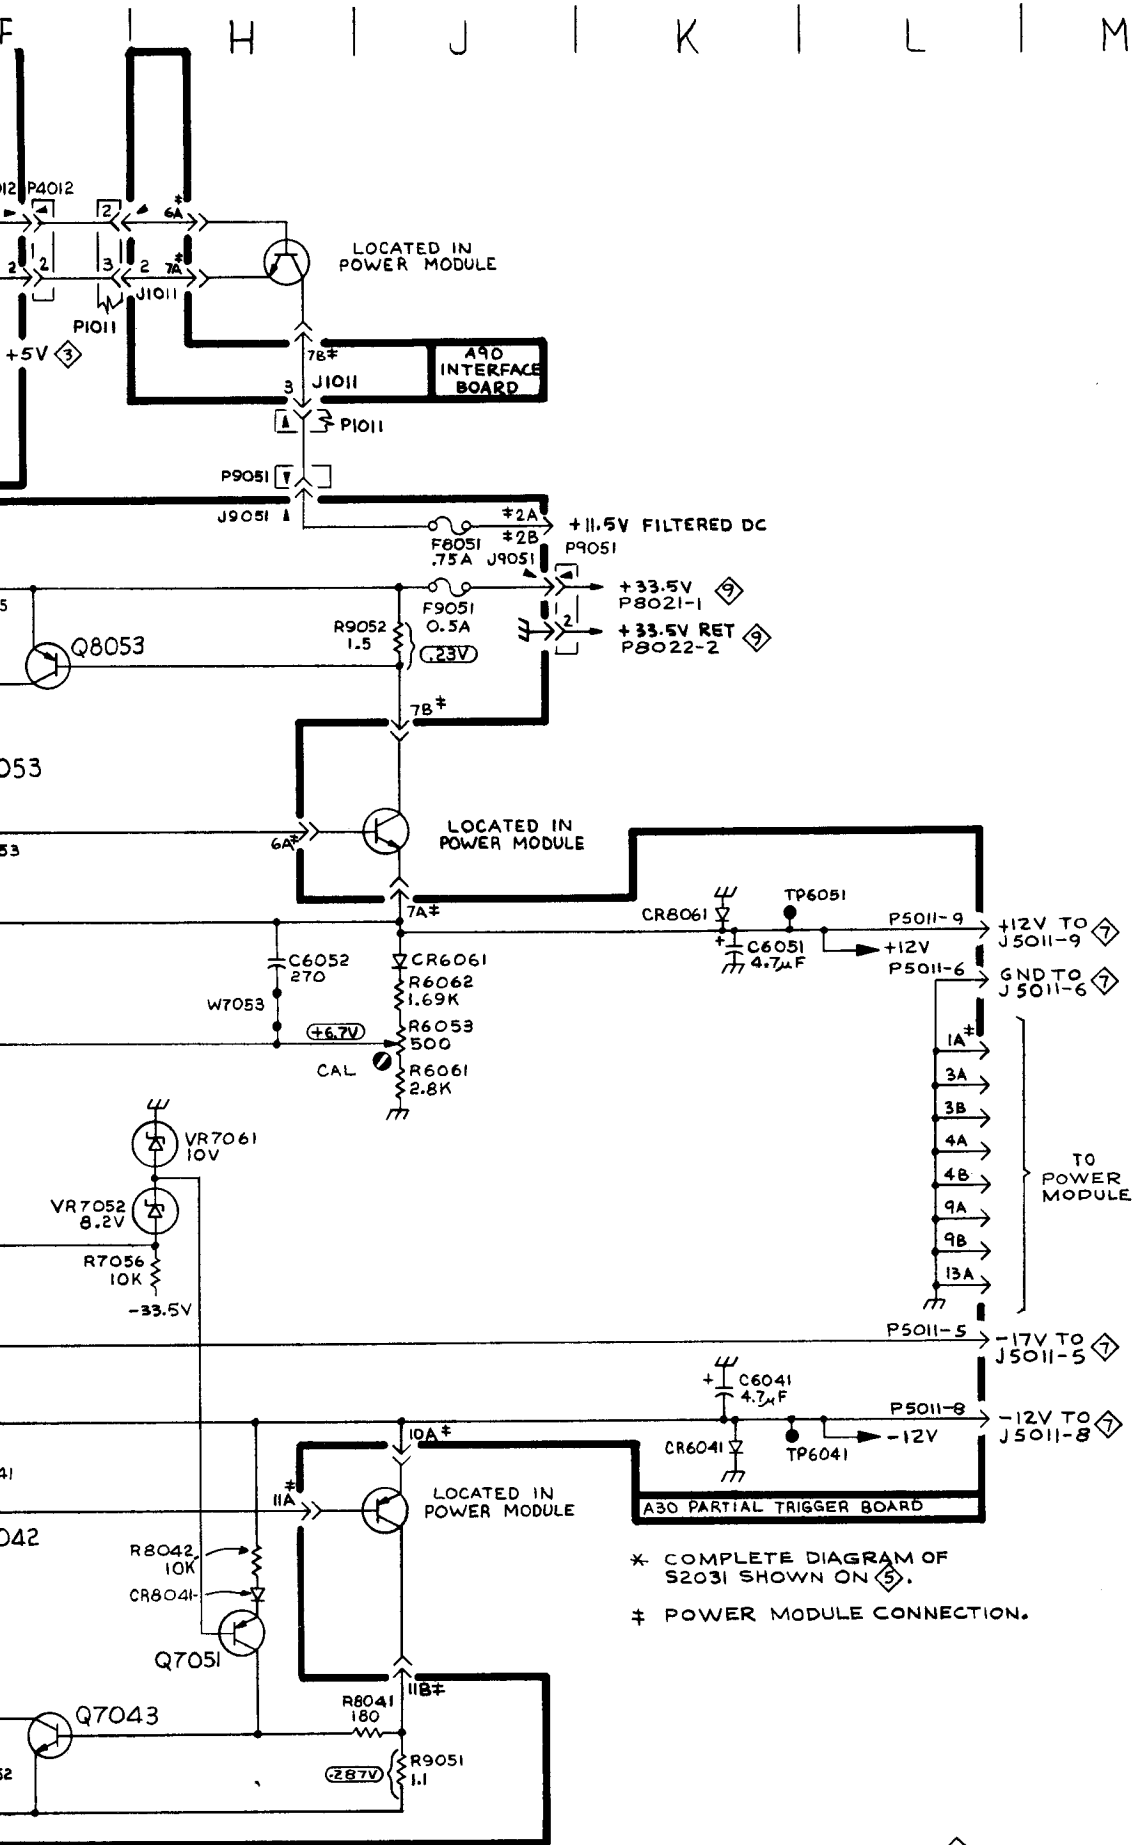 F H J K L M
012 P4012
2 6A‡
LOCATED IN
POWER MODULE
2 2 3 2 7A‡
J1011
P1011
+5V 3
7B‡
A90
INTERFACE
BOARD
3 J1011
P1011
P9051
J9051
‡2A
+11.5V FILTERED DC
‡2B
F8051
.75A
J9051
P9051
+33.5V
P8021-1
9
F9051
0.5A
R9052
1.5
.23V
2
+33.5V RET
P8022-2
9
5
Q8053
7B‡
053
LOCATED IN
POWER MODULE
6A‡
53
7A‡
CR8061
TP6051
P5011-9
+12V TO
J5011-9
7
C6051
4.7µF
+
+12V
P5011-6
GND TO
J5011-6
7
C6052
270
CR6061
R6062
1.69K
W7053
+6.7V
R6053
500
CAL
R6061
2.8K
1A‡
3A
3B
4A
4B
9A
9B
13A
TO
POWER
MODULE
VR7061
10V
VR7052
8.2V
R7056
10K
-33.5V
P5011-5
-17V TO
J5011-5
7
+
C6041
4.7µF
P5011-8
-12V TO
J5011-8
7
-12V
CR6041
TP6041
10A‡
41
11A‡
LOCATED IN
POWER MODULE
A30 PARTIAL TRIGGER BOARD
042
R8042
10K
CR8041
* COMPLETE DIAGRAM OF
S2031 SHOWN ON 5.
‡ POWER MODULE CONNECTION.
Q7051
11B‡
R8041
180
Q7043
R9051
1.1
.287V
52